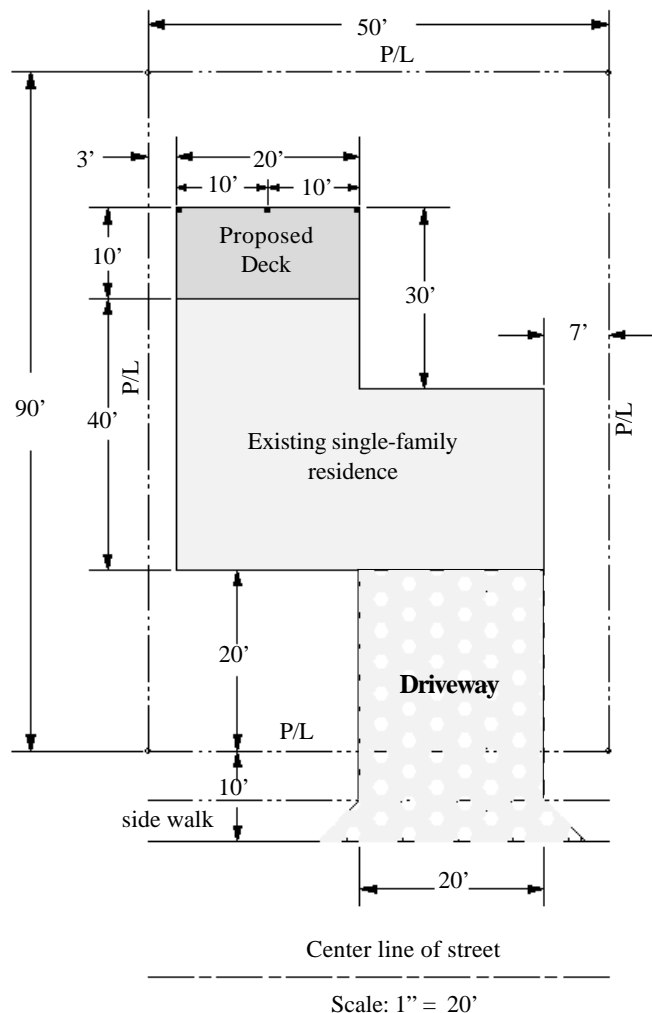 50’
P/L
3’
20’
10’
10’
Proposed
Deck
10’
30’
7’
P/L
P/L
90’
40’
Existing single-family
residence
20’
Driveway
P/L
10’
side walk
20’
Center line of street
Scale: 1” = 20’